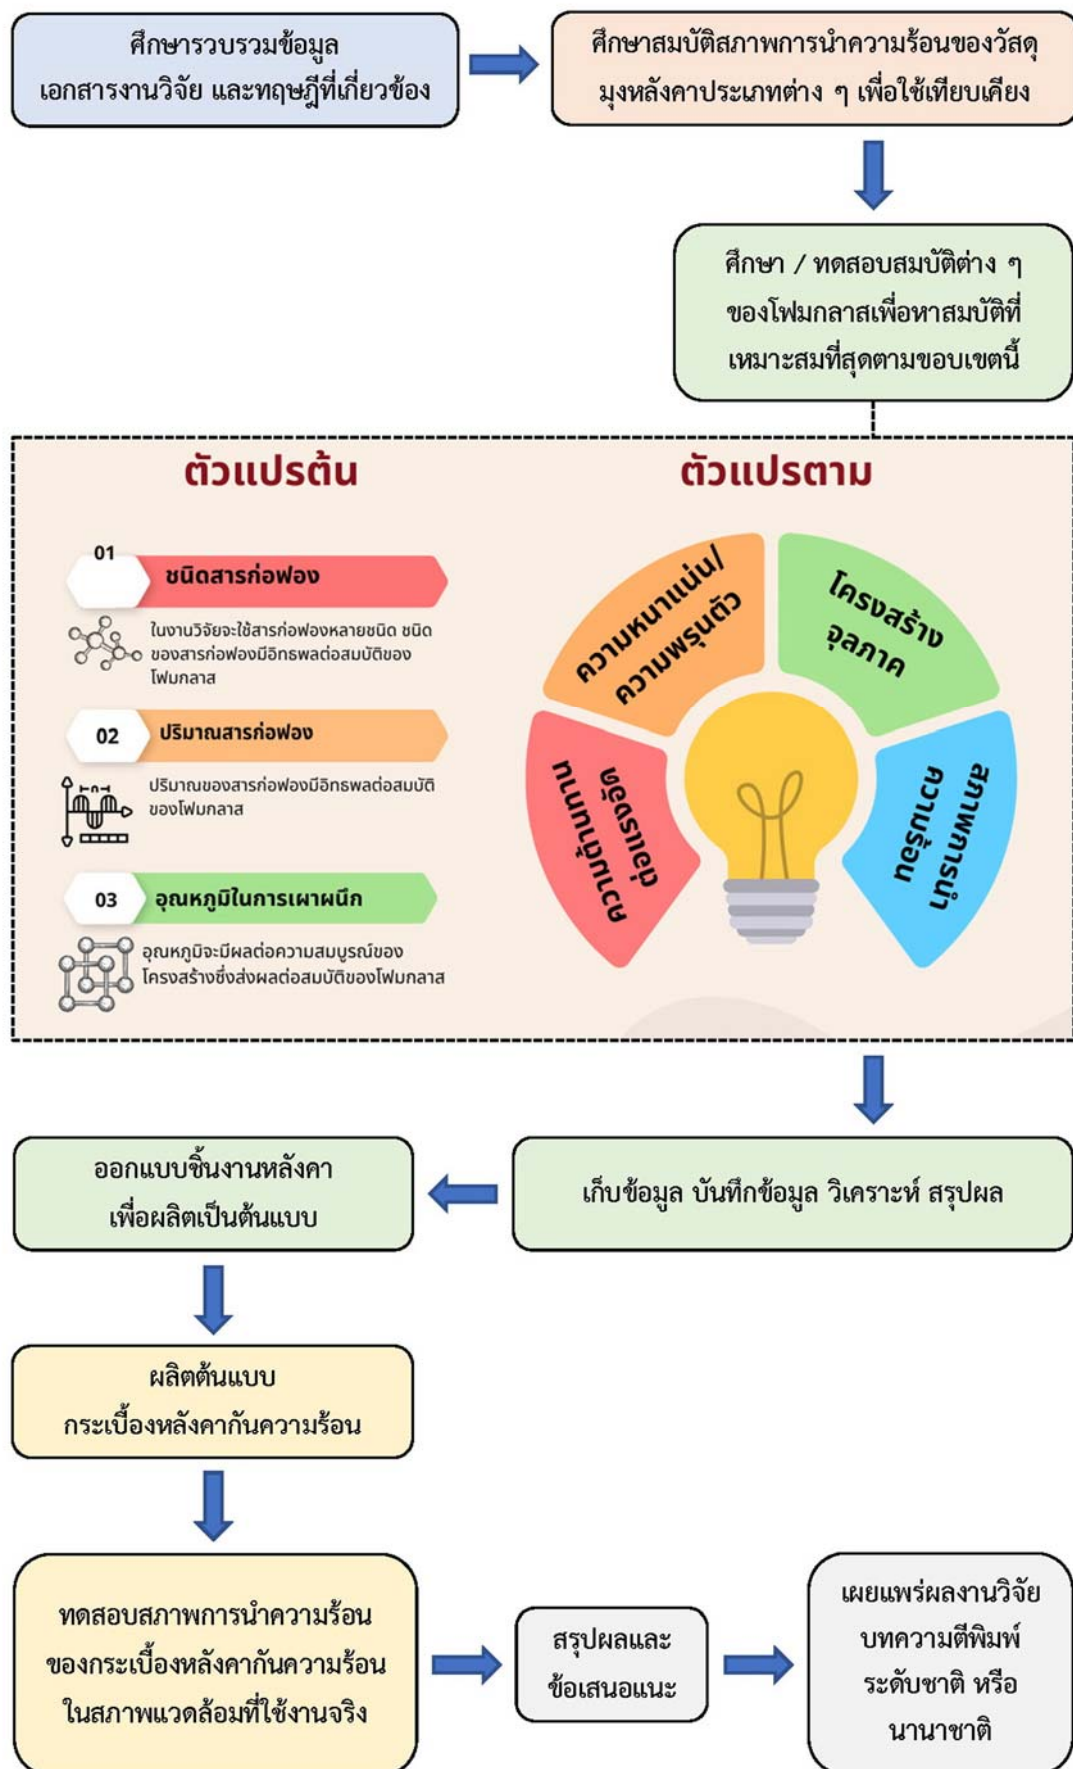 ศึกษารวบรวมข้อมูล
เอกสารงานวิจัย และทฤษฎีที่เกี่ยวข้อง
ศึกษาสมบัติสภาพการนำความร้อนของวัสดุ
มุงหลังคาประเภทต่าง ๆ เพื่อใช้เทียบเคียง
ศึกษา / ทดสอบสมบัติต่าง ๆ
ของโฟมกลาสเพื่อหาสมบัติที่
เหมาะสมที่สุดตามขอบเขตนี้
ตัวแปรต้น
01
ชนิดสารก่อฟอง
ในงานวิจัยจะใช้สารก่อฟองหลายชนิด ชนิด
ของสารก่อฟองมีอิทธพลต่อสมบัติของ
โฟมกลาส
02
ปริมาณสารก่อฟอง
ปริมาณของสารก่อฟองมีอิทธพลต่อสมบัติ
ของโฟมกลาส
03
อุณหภูมิในการเผาผนึก
อุณหภูมิจะมีผลต่อความสมบูรณ์ของ
โครงสร้างซึ่งส่งผลต่อสมบัติของโฟมกลาส
ตัวแปรตาม
ความต้านทาน
ต่อแรงอัด
ความหนาแน่น/
ความพรุนตัว
โครงสร้าง
จุลภาค
สภาพการนำ
ความร้อน
เก็บข้อมูล บันทึกข้อมูล วิเคราะห์ สรุปผล
ออกแบบชิ้นงานหลังคา
เพื่อผลิตเป็นต้นแบบ
ผลิตต้นแบบ
กระเบื้องหลังคากันความร้อน
ทดสอบสภาพการนำความร้อน
ของกระเบื้องหลังคากันความร้อน
ในสภาพแวดล้อมที่ใช้งานจริง
สรุปผลและ
ข้อเสนอแนะ
เผยแพร่ผลงานวิจัย
บทความตีพิมพ์
ระดับชาติ หรือ
นานาชาติ